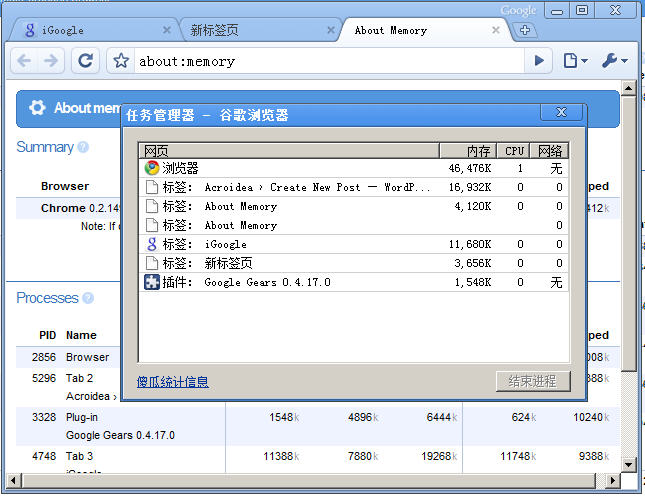 Google
iGoogle
新标签页
About Memory
about:memory
About mem
任务管理器 - 谷歌浏览器
网页 内存 CPU 网络
浏览器 46,476K 1 无
标签: Acroidea › Create New Post — WordP... 16,932K 0 0
标签: About Memory 4,120K 0 0
标签: About Memory 0
标签: iGoogle 11,680K 0 0
标签: 新标签页 3,656K 0 0
插件: Google Gears 0.4.17.0 1,548K 0 无
傻瓜统计信息
结束进程
Summary ?
Browser pped
Chrome 0.2.149 412k
Note: If
Processes ?
PID Name pped
2856 Browser 008k
5296 Tab 2 388k
Acroidea ›
3328 Plug-in 1548k 4896k 6444k 624k 10240k
Google Gears 0.4.17.0
4748 Tab 3 11388k 7880k 19268k 11748k 9388k
iGoogle